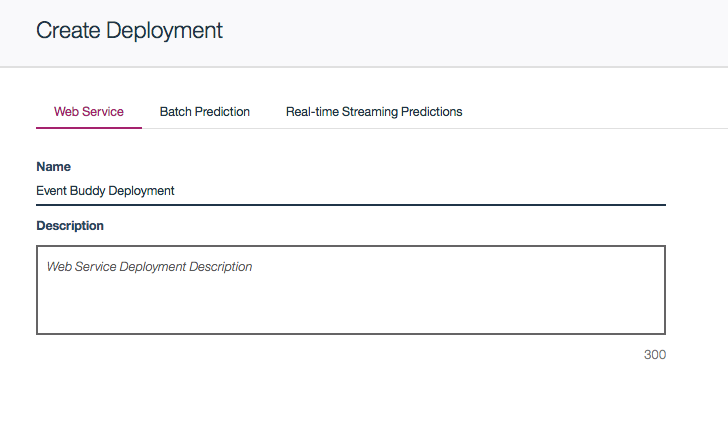 Create Deployment
Web Service Batch Prediction Real-time Streaming Predictions
Name
Event Buddy Deployment
Description
Web Service Deployment Description
300